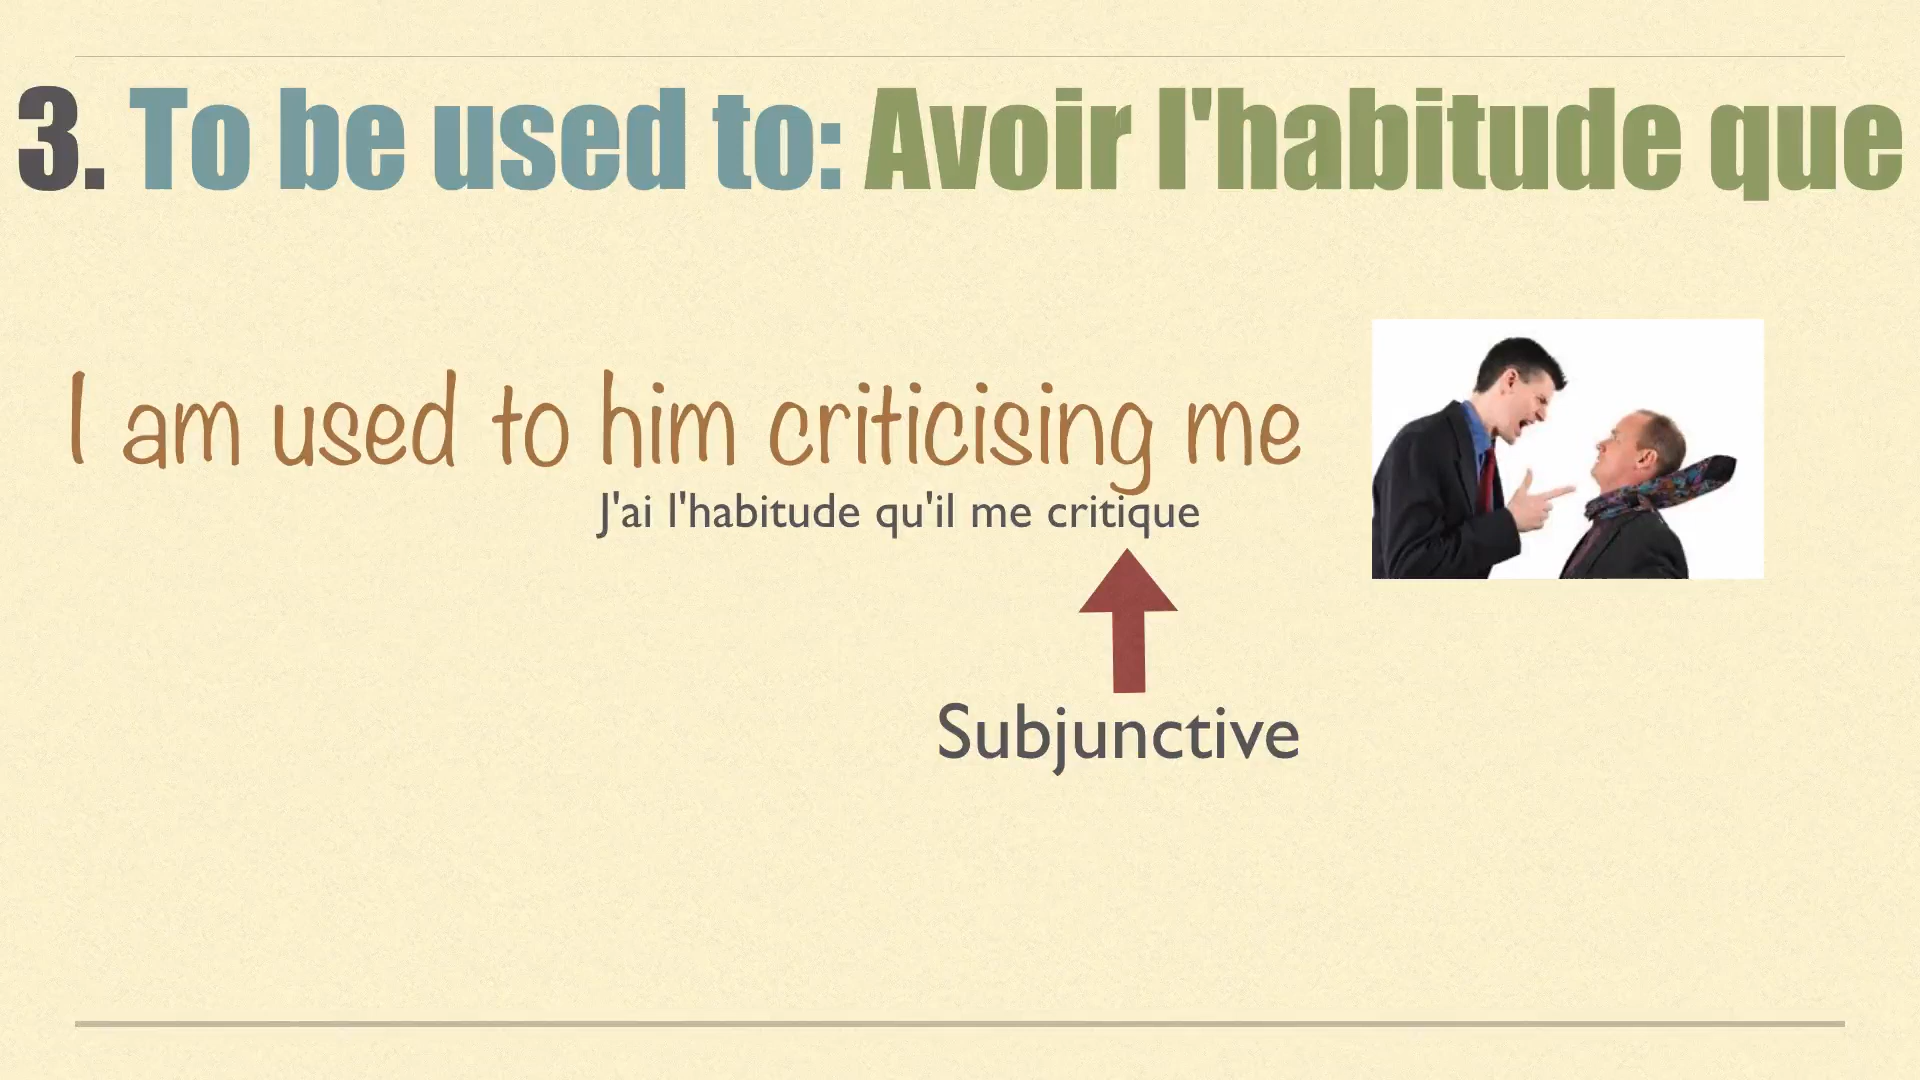 3. To be used to: Avoir l'habitude que
I am used to him criticising me
J'ai l'habitude qu'il me critique
Subjunctive